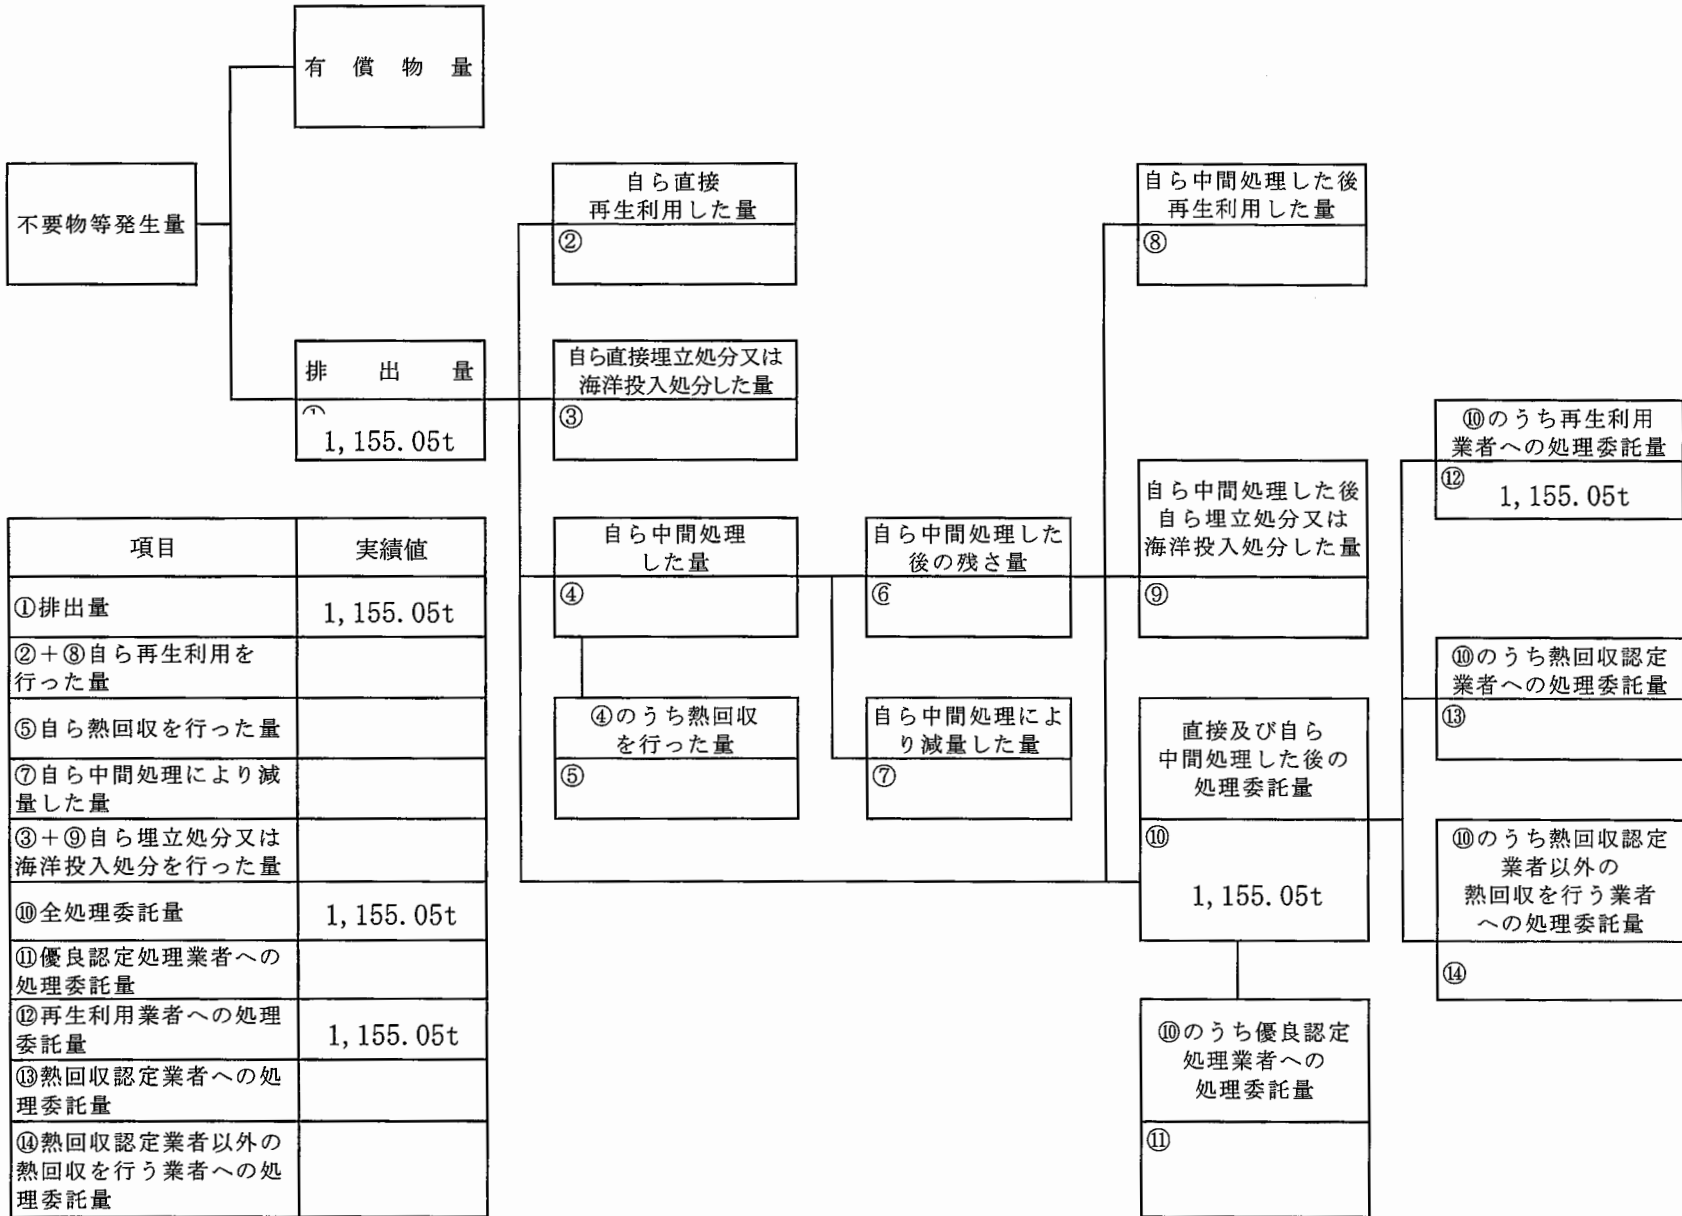 有償物量
不要物等発生量
排出量
①
1,155.05t
自ら直接
再生利用した量
②
自ら直接埋立処分又は
海洋投入処分した量
③
自ら中間処理
した量
④
④のうち熱回収
を行った量
⑤
自ら中間処理した
後の残さ量
⑥
自ら中間処理によ
り減量した量
⑦
自ら中間処理した後
再生利用した量
⑧
自ら中間処理した後
自ら埋立処分又は
海洋投入処分した量
⑨
直接及び自ら
中間処理した後の
処理委託量
⑩
1,155.05t
⑩のうち優良認定
処理業者への
処理委託量
⑪
⑩のうち再生利用
業者への処理委託量
⑫
1,155.05t
⑩のうち熱回収認定
業者への処理委託量
⑬
⑩のうち熱回収認定
業者以外の
熱回収を行う業者
への処理委託量
⑭
項目 実績値
①排出量 1,155.05t
②+⑧自ら再生利用を
行った量
⑤自ら熱回収を行った量
⑦自ら中間処理により減
量した量
③+⑨自ら埋立処分又は
海洋投入処分を行った量
⑩全処理委託量 1,155.05t
⑪優良認定処理業者への
処理委託量
⑫再生利用業者への処理
委託量 1,155.05t
⑬熱回収認定業者への処
理委託量
⑭熱回収認定業者以外の
熱回収を行う業者への処
理委託量